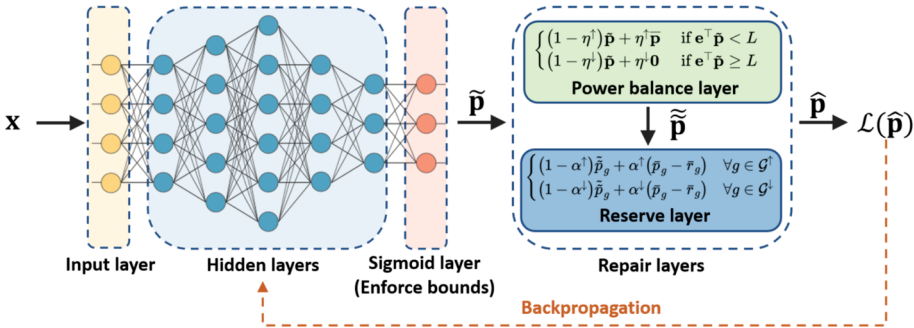 x
Input layer
Hidden layers
Sigmoid layer
(Enforce bounds)
p̃
(1 − η↑)p̃ + η↑p̄ if e⊤p̃ < L
(1 − η↓)p̃ + η↓0 if e⊤p̃ ≥ L
Power balance layer
p̃̃
(1 − α↑)p̃̃g + α↑(p̄g − r̄g) ∀g ∈ G↑
(1 − α↓)p̃̃g + α↓(p̄g − r̄g) ∀g ∈ G↓
Reserve layer
Repair layers
p̂
ℒ(p̂)
Backpropagation